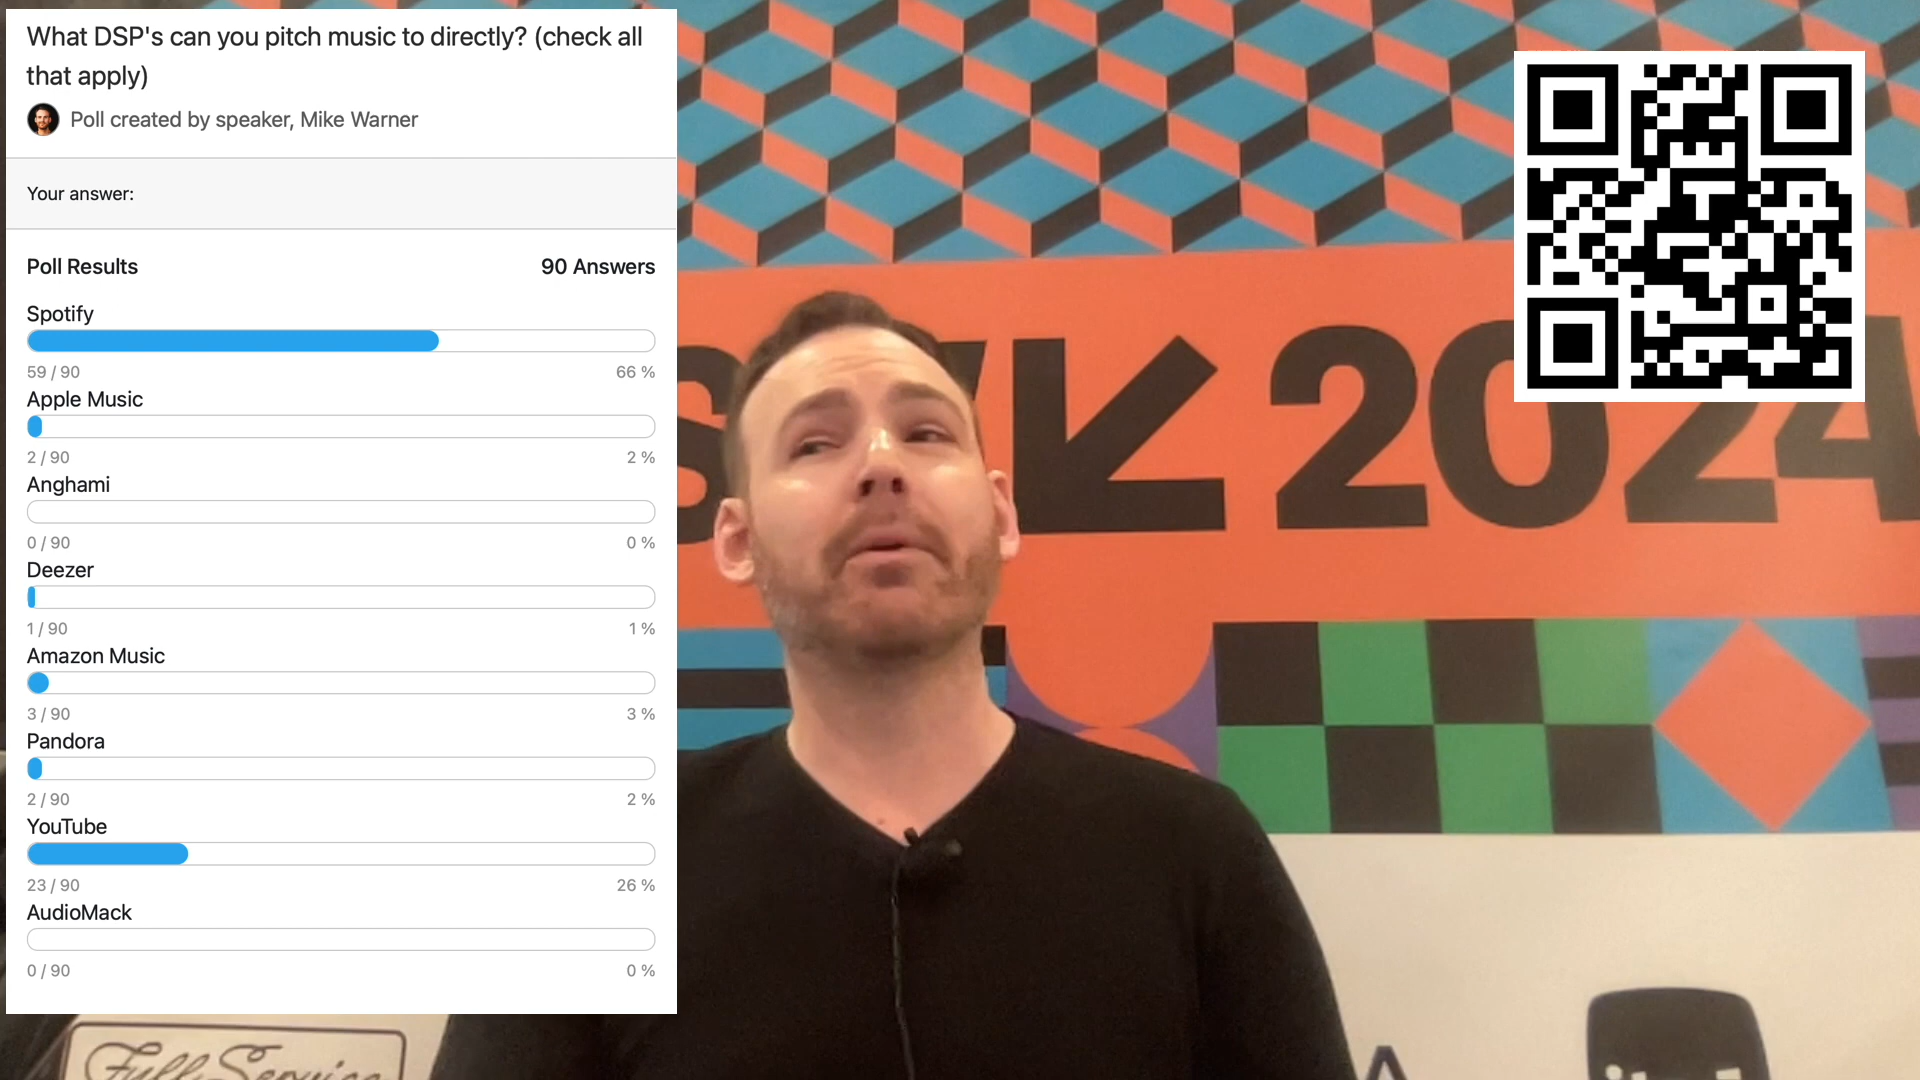 What DSP's can you pitch music to directly? (check all
that apply)
Poll created by speaker, Mike Warner
Your answer:
Poll Results 90 Answers
Spotify
59 / 90 66 %
Apple Music
2 / 90 2 %
Anghami
0 / 90 0 %
Deezer
1 / 90 1 %
Amazon Music
3 / 90 3 %
Pandora
2 / 90 2 %
YouTube
23 / 90 26 %
AudioMack
0 / 90 0 %
2024
Full Service